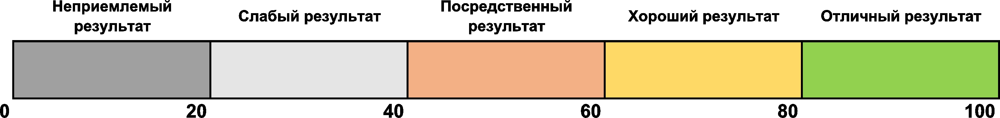 Неприемлемый
результат
Слабый результат
Посредственный
результат
Хороший результат
Отличный результат
0 20 40 60 80 100